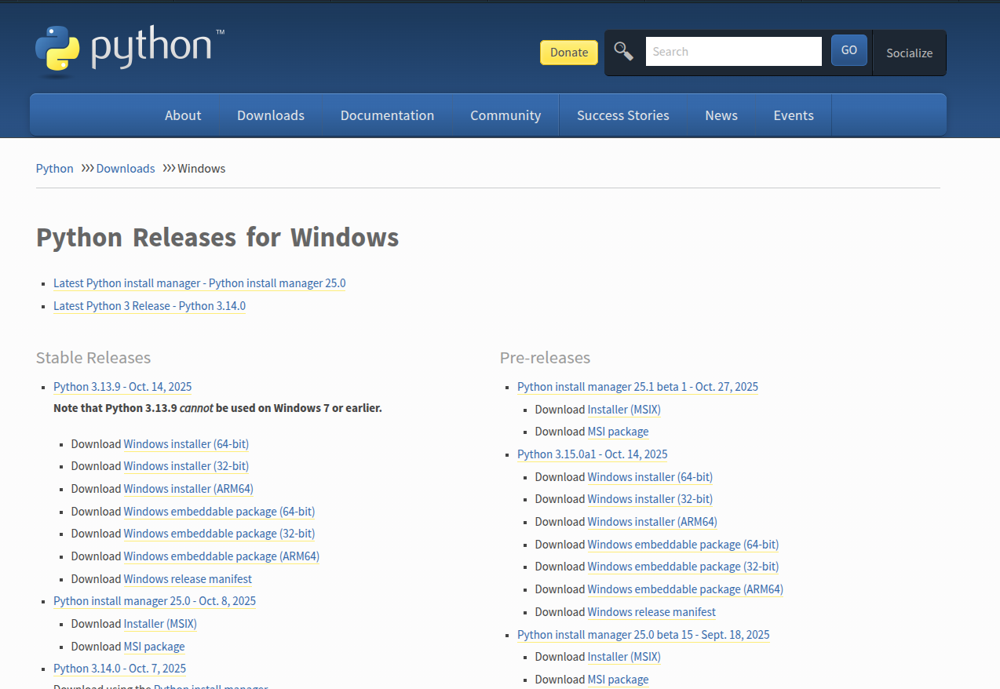 python™
Donate
Search
GO
Socialize
About
Downloads
Documentation
Community
Success Stories
News
Events
Python >>> Downloads >>> Windows
Python Releases for Windows
Latest Python install manager - Python install manager 25.0
Latest Python 3 Release - Python 3.14.0
Stable Releases
Python 3.13.9 - Oct. 14, 2025
Note that Python 3.13.9 cannot be used on Windows 7 or earlier.
Download Windows installer (64-bit)
Download Windows installer (32-bit)
Download Windows installer (ARM64)
Download Windows embeddable package (64-bit)
Download Windows embeddable package (32-bit)
Download Windows embeddable package (ARM64)
Download Windows release manifest
Python install manager 25.0 - Oct. 8, 2025
Download Installer (MSIX)
Download MSI package
Python 3.14.0 - Oct. 7, 2025
Download using the Python install manager
Pre-releases
Python install manager 25.1 beta 1 - Oct. 27, 2025
Download Installer (MSIX)
Download MSI package
Python 3.15.0a1 - Oct. 14, 2025
Download Windows installer (64-bit)
Download Windows installer (32-bit)
Download Windows installer (ARM64)
Download Windows embeddable package (64-bit)
Download Windows embeddable package (32-bit)
Download Windows embeddable package (ARM64)
Download Windows release manifest
Python install manager 25.0 beta 15 - Sept. 18, 2025
Download Installer (MSIX)
Download MSI package